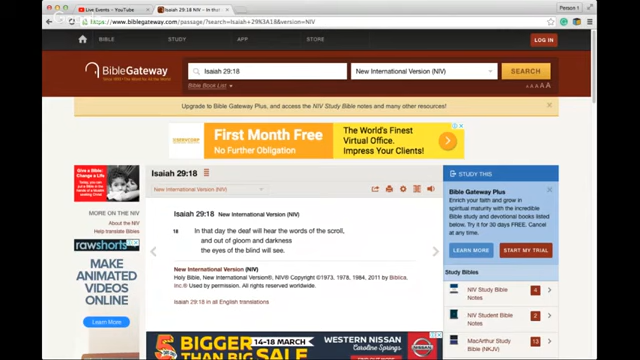 Live Events - YouTube
Isaiah 29:18 NIV - In that
Person 1
https://www.biblegateway.com/passage/?search=Isaiah 29%3A18&version=NIV
BIBLE STUDY APP STORE
LOG IN
BibleGateway
Isaiah 29:18
New International Version (NIV)
SEARCH
Bible Book List
AAAAA
Upgrade to Bible Gateway Plus, and access the NIV Study Bible notes and many other resources!
First Month Free
No Further Obligation
The World's Finest
Virtual Office.
Impress Your Clients!
Give a Bible:
Change a Life
MORE ON THE NIV
About the NIV
Help translate Bibles
rawshorts
MAKE
ANIMATED
VIDEOS
ONLINE
Learn More
Isaiah 29:18
New International Version (NIV)
Isaiah 29:18 New International Version (NIV)
18 In that day the deaf will hear the words of the scroll,
and out of gloom and darkness
the eyes of the blind will see.
New International Version (NIV)
Holy Bible, New International Version®, NIV® Copyright ©1973, 1978, 1984, 2011 by Biblica,
Inc.® Used by permission. All rights reserved worldwide.
Isaiah 29:18 in all English translations
STUDY THIS
Bible Gateway Plus
Enrich your faith and grow in
spiritual maturity with the incredible
Bible study and devotional books listed
below. Try it for 30 days FREE. Cancel
at any time.
LEARN MORE
START MY TRIAL
Study Bibles
NIV Study Bible
Notes
4
NIV Student Bible
Notes
2
MacArthur Study
Bible (NKJV)
13
BIGGER
THAN BIG SALE
14-18 MARCH
WESTERN NISSAN
Caroline Springs